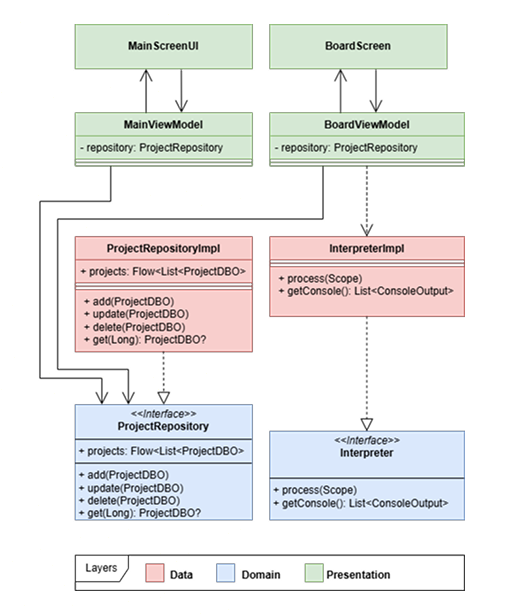 MainScreenUI
BoardScreen
MainViewModel
- repository: ProjectRepository
BoardViewModel
- repository: ProjectRepository
ProjectRepositoryImpl
+ projects: Flow<List<ProjectDBO>
+ add(ProjectDBO)
+ update(ProjectDBO)
+ delete(ProjectDBO)
+ get(Long): ProjectDBO?
InterpreterImpl
+ process(Scope)
+ getConsole(): List<ConsoleOutput>
<<Interface>>
ProjectRepository
+ projects: Flow<List<ProjectDBO>
+ add(ProjectDBO)
+ update(ProjectDBO)
+ delete(ProjectDBO)
+ get(Long): ProjectDBO?
<<Interface>>
Interpreter
+ process(Scope)
+ getConsole(): List<ConsoleOutput>
Layers
Data
Domain
Presentation